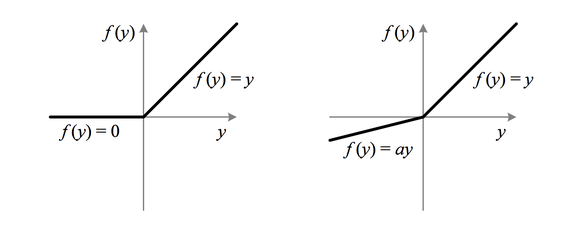 f(y)
f(y) = y
f(y) = 0
y
f(y)
f(y) = y
y
f(y) = ay